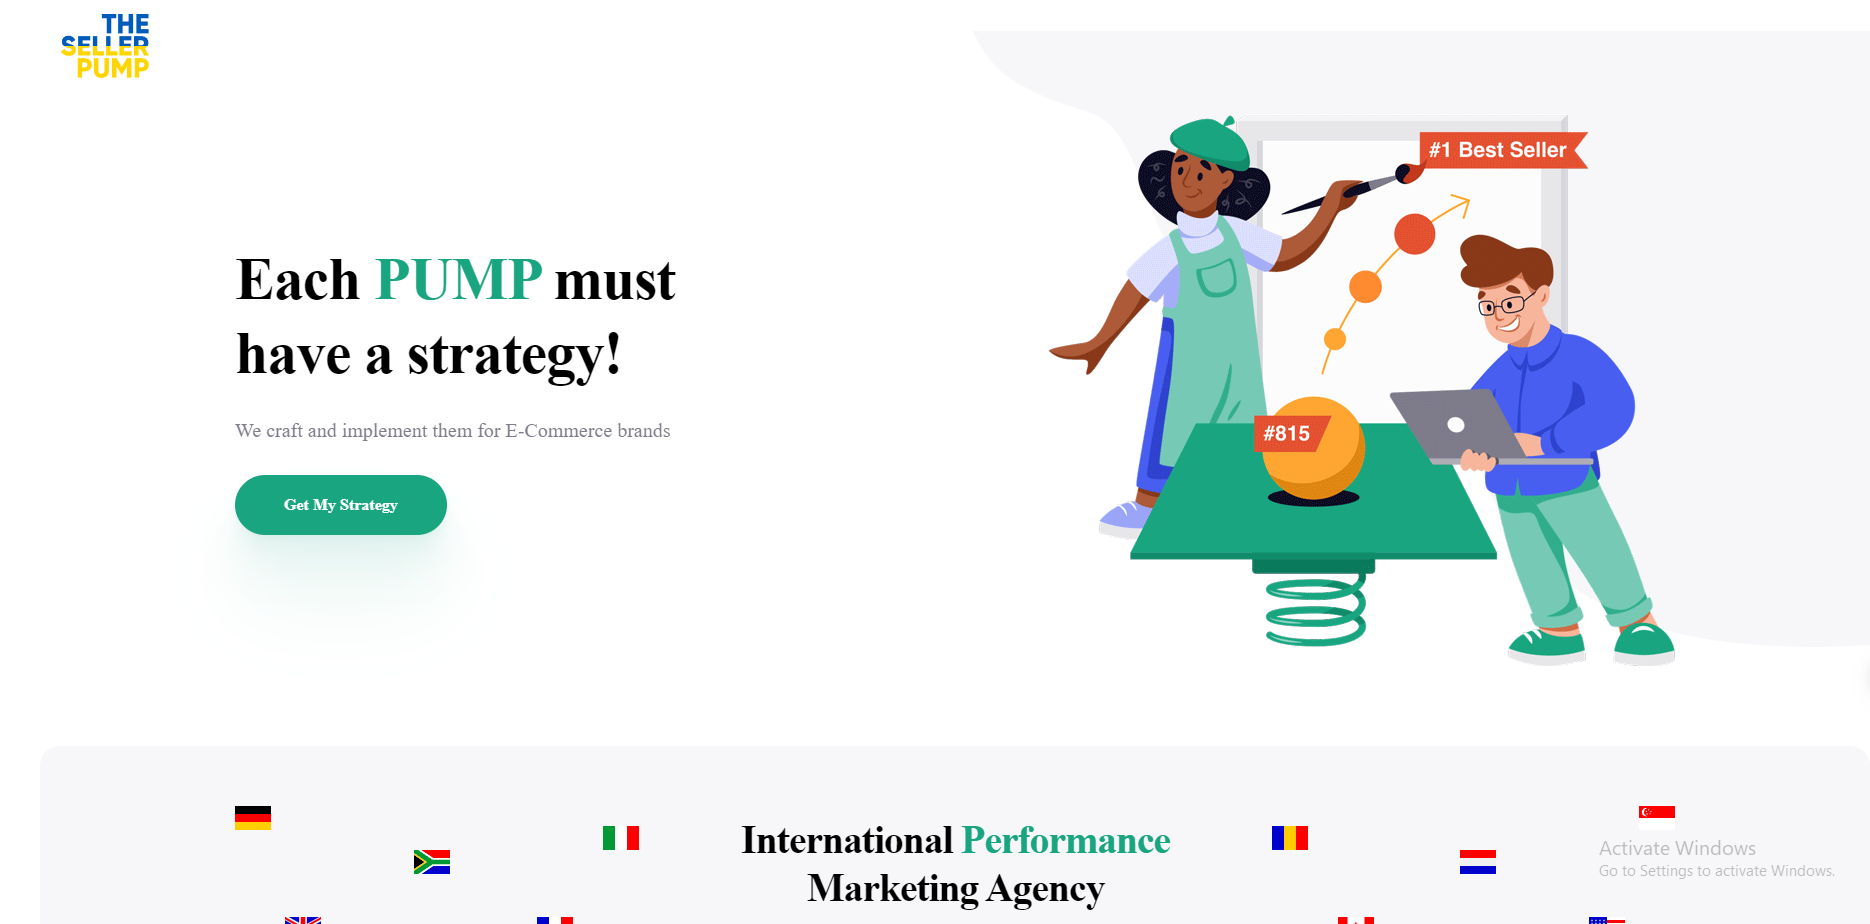 THE
SELLER
PUMP
#1 Best Seller
Each PUMP must
have a strategy!
We craft and implement them for E-Commerce brands
#815
Get My Strategy
International Performance
Marketing Agency
Activate Windows
Go to Settings to activate Windows.